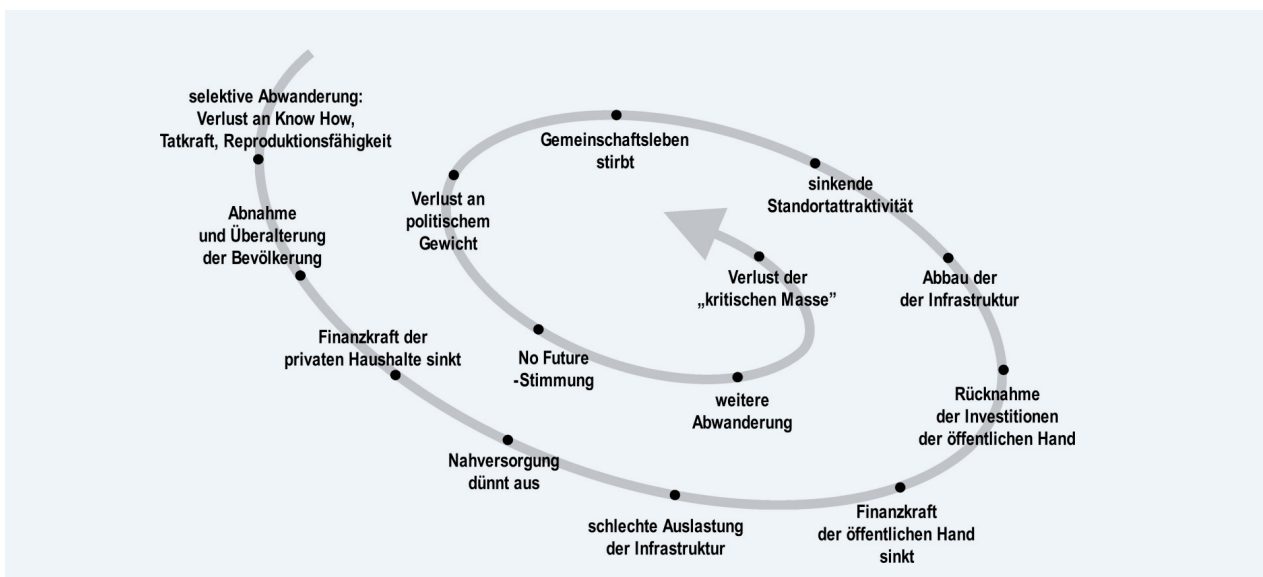 selektive Abwanderung:
Verlust an Know How,
Tatkraft, Reproduktionsfähigkeit
Abnahme
und Überalterung
der Bevölkerung
Finanzkraft der
privaten Haushalte sinkt
Nahversorgung
dünnt aus
schlechte Auslastung
der Infrastruktur
Finanzkraft
der öffentlichen Hand
sinkt
Rücknahme
der Investitionen
der öffentlichen Hand
Abbau der
der Infrastruktur
sinkende
Standortattraktivität
Gemeinschaftsleben
stirbt
Verlust an
politischem
Gewicht
No Future
-Stimmung
weitere
Abwanderung
Verlust der
„kritischen Masse”